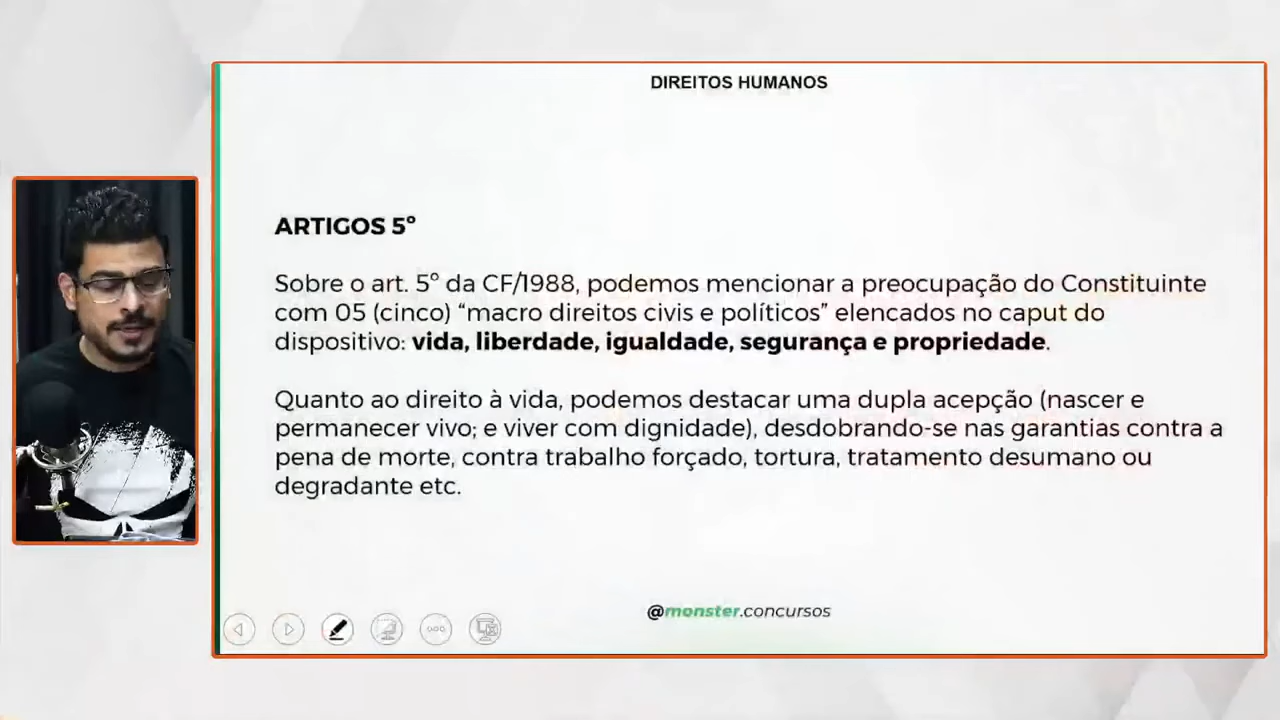 DIREITOS HUMANOS
ARTIGOS 5º
Sobre o art. 5º da CF/1988, podemos mencionar a preocupação do Constituinte
com 05 (cinco) “macro direitos civis e políticos” elencados no caput do
dispositivo: vida, liberdade, igualdade, segurança e propriedade.
Quanto ao direito à vida, podemos destacar uma dupla acepção (nascer e
permanecer vivo; e viver com dignidade), desdobrando-se nas garantias contra a
pena de morte, contra trabalho forçado, tortura, tratamento desumano ou
degradante etc.
@monster.concursos